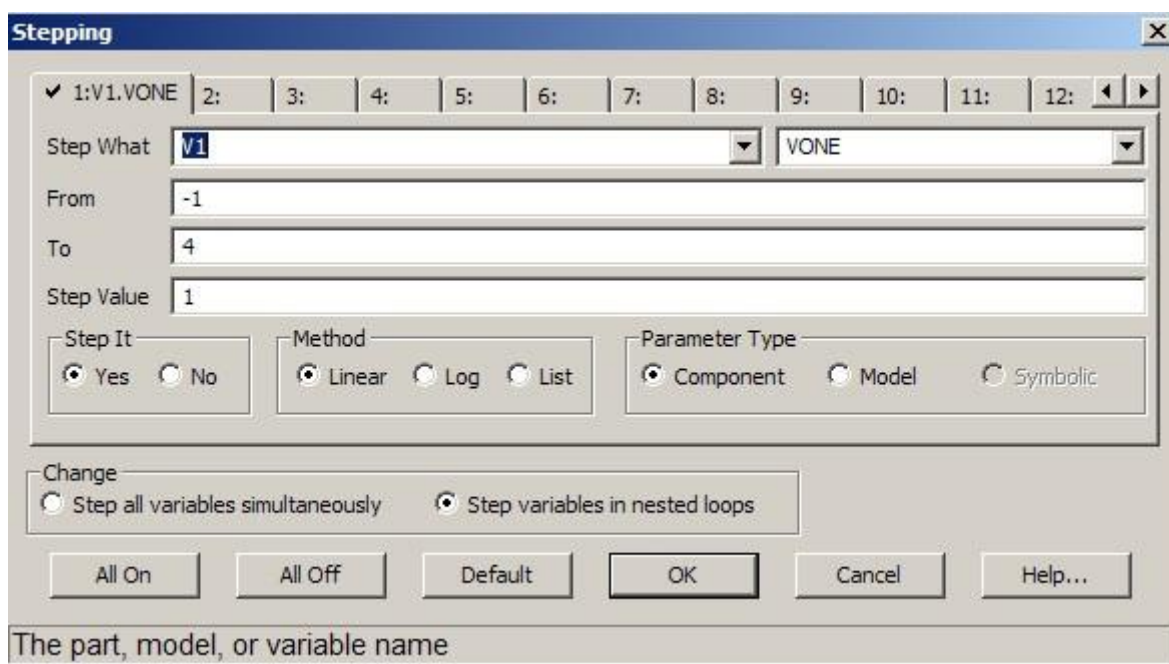 Stepping
1:V1.VONE 2: 3: 4: 5: 6: 7: 8: 9: 10: 11: 12:
Step What V1 VONE
From -1
To 4
Step Value 1
Step It Method Parameter Type
Yes No Linear Log List Component Model Symbolic
Change
Step all variables simultaneously Step variables in nested loops
All On All Off Default OK Cancel Help...
The part, model, or variable name